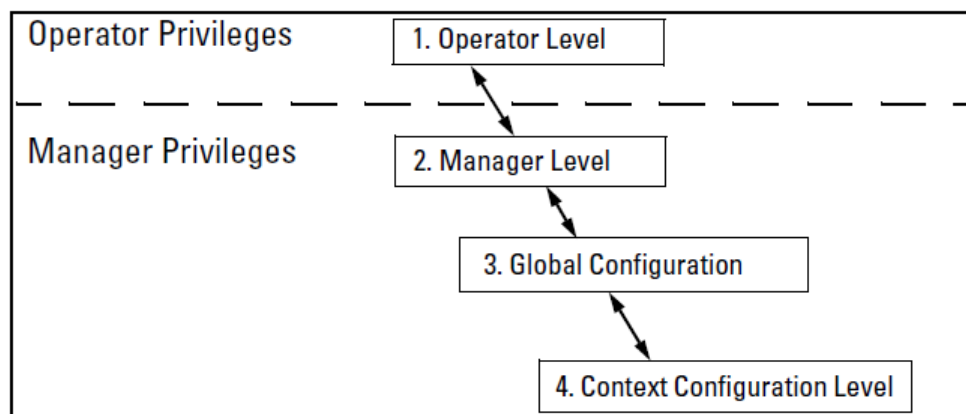 Operator Privileges
1. Operator Level
Manager Privileges
2. Manager Level
3. Global Configuration
4. Context Configuration Level